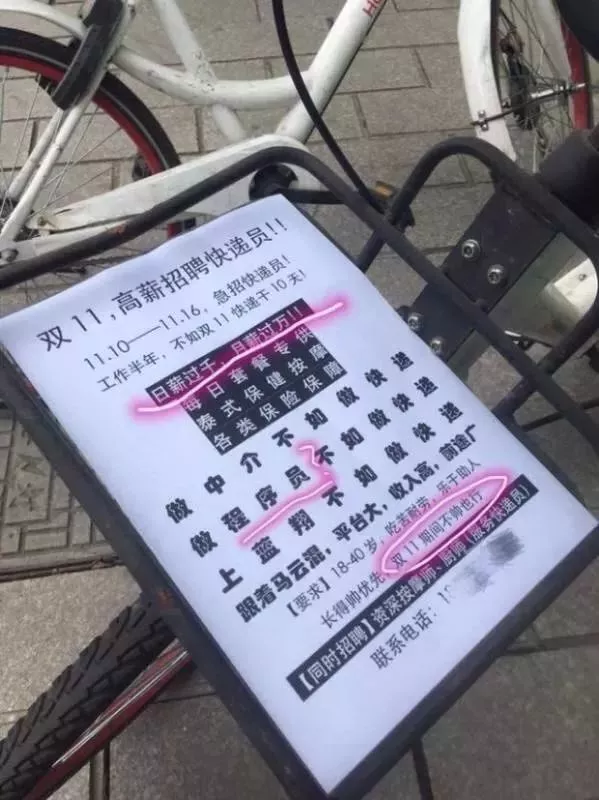 双11,高薪招聘快递员!!
11.10——11.16,急招快递员!
工作半年,不如双11快递干10天!
日薪过千,月薪过万!!
每日套餐专供
泰式保健按摩
各类保险保障
做中介不如做快递
做程序员不如做快递
上蓝翔不如做快递
跟着马云混,平台大,收入高,前途广
【要求】18-40岁,吃苦耐劳,乐于助人
长得帅优先,双11期间不帅也行
【同时招聘】资深按摩师、厨师(服务快递员)
联系电话:1